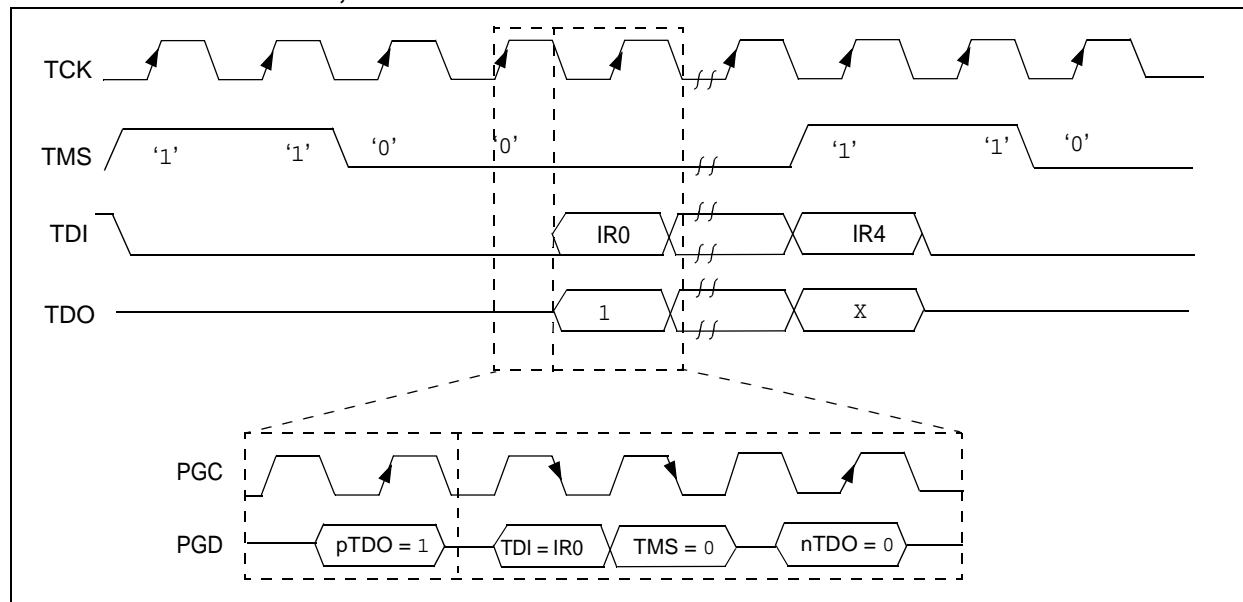 TCK
TMS ‘1’ ‘1’ ‘0’ ‘0’ ‘1’ ‘1’ ‘0’
TDI IR0 IR4
TDO 1 X
PGC
PGD pTDO = 1 TDI = IR0 TMS = 0 nTDO = 0